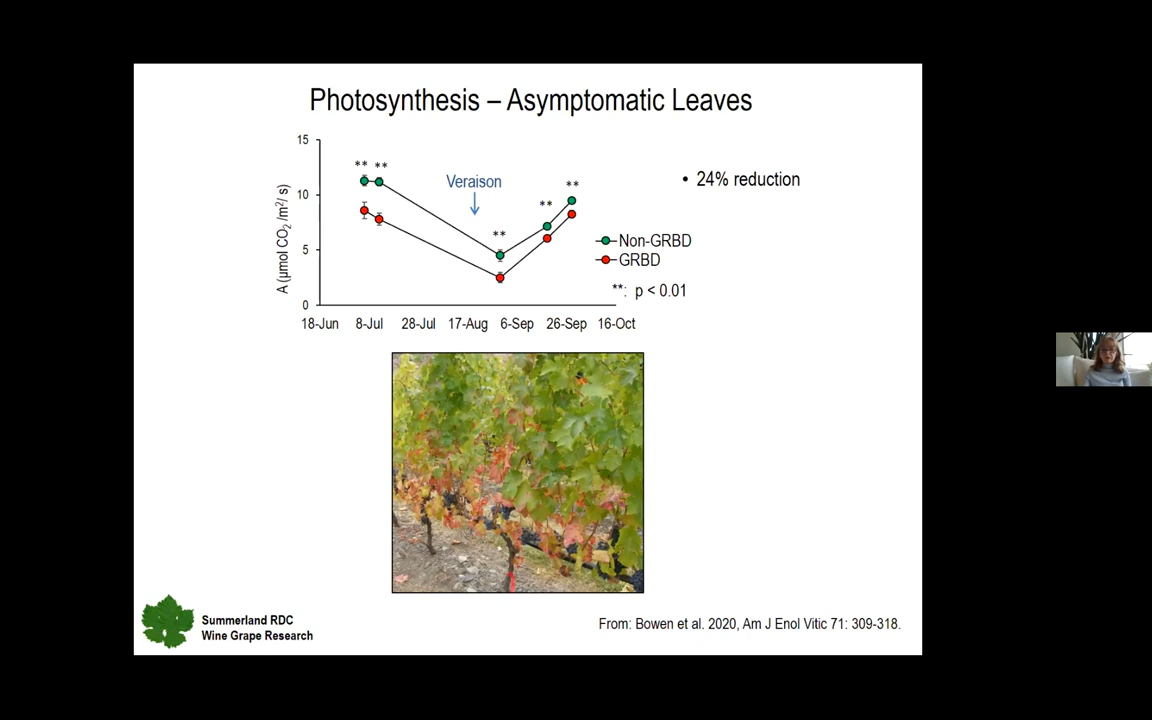 Photosynthesis – Asymptomatic Leaves
15
10
5
0
A (µmol CO2 /m2/ s)
** **
Veraison
**
**
**
• 24% reduction
Non-GRBD
GRBD
**: p < 0.01
18-Jun 8-Jul 28-Jul 17-Aug 6-Sep 26-Sep 16-Oct
Summerland RDC
Wine Grape Research
From: Bowen et al. 2020, Am J Enol Vitic 71: 309-318.